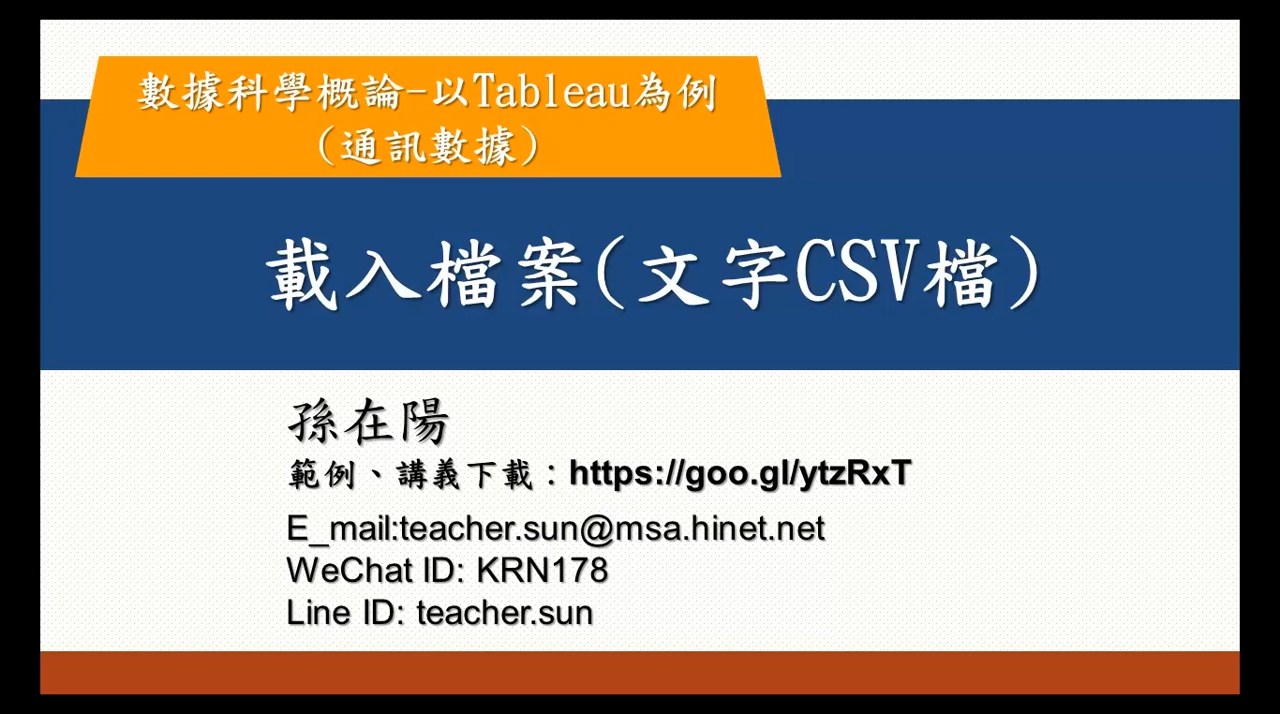 數據科學概論-以Tableau為例
(通訊數據)
載入檔案(文字CSV檔)
孫在陽
範例、講義下載：https://goo.gl/ytzRxT
E_mail:teacher.sun@msa.hinet.net
WeChat ID: KRN178
Line ID: teacher.sun